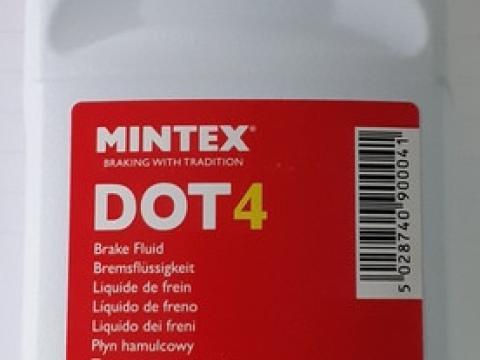 MINTEX®
BRAKING WITH TRADITION
DOT4
Brake Fluid
Bremsflüssigkeit
Liquide de frein
Líquido de freno
Liquido dei freni
Płyn hamulcowy
5 028740 900041